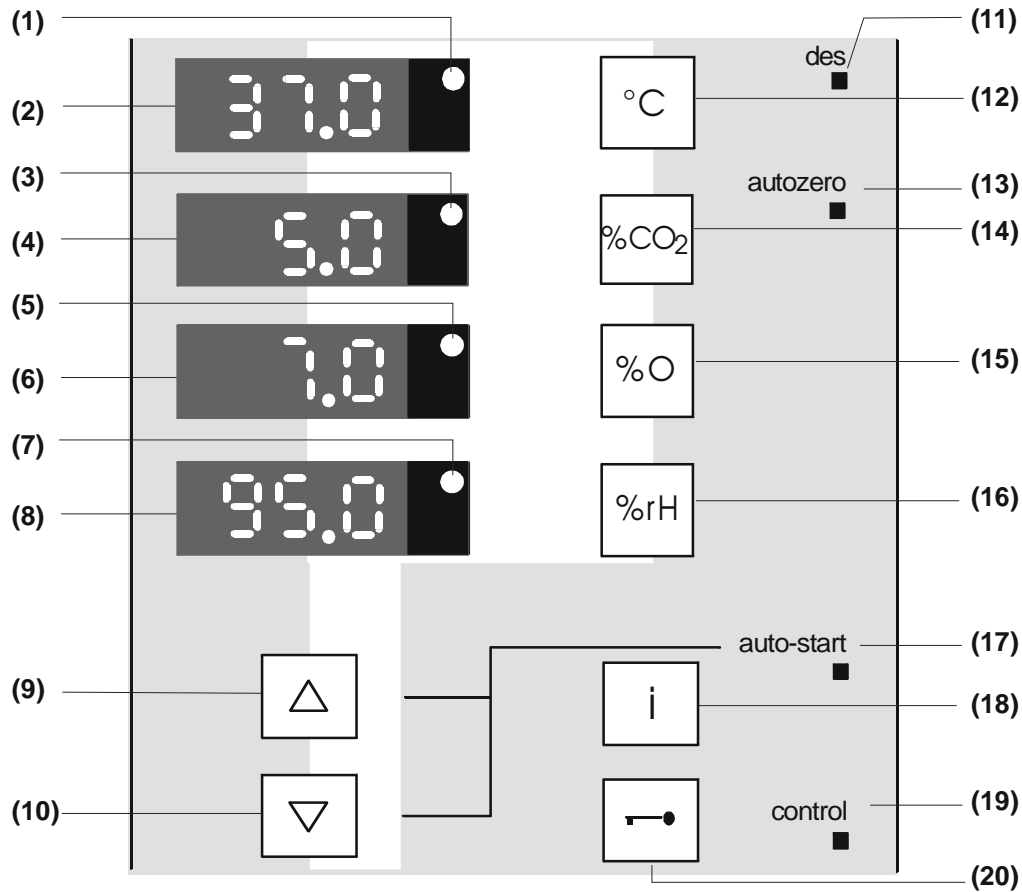 (1)
(2)
(3)
(4)
(5)
(6)
(7)
(8)
(9)
(10)
37.0
5.0
7.0
95.0
°C
%CO2
%O
%rH
i
des
autozero
auto-start
control
(11)
(12)
(13)
(14)
(15)
(16)
(17)
(18)
(19)
(20)